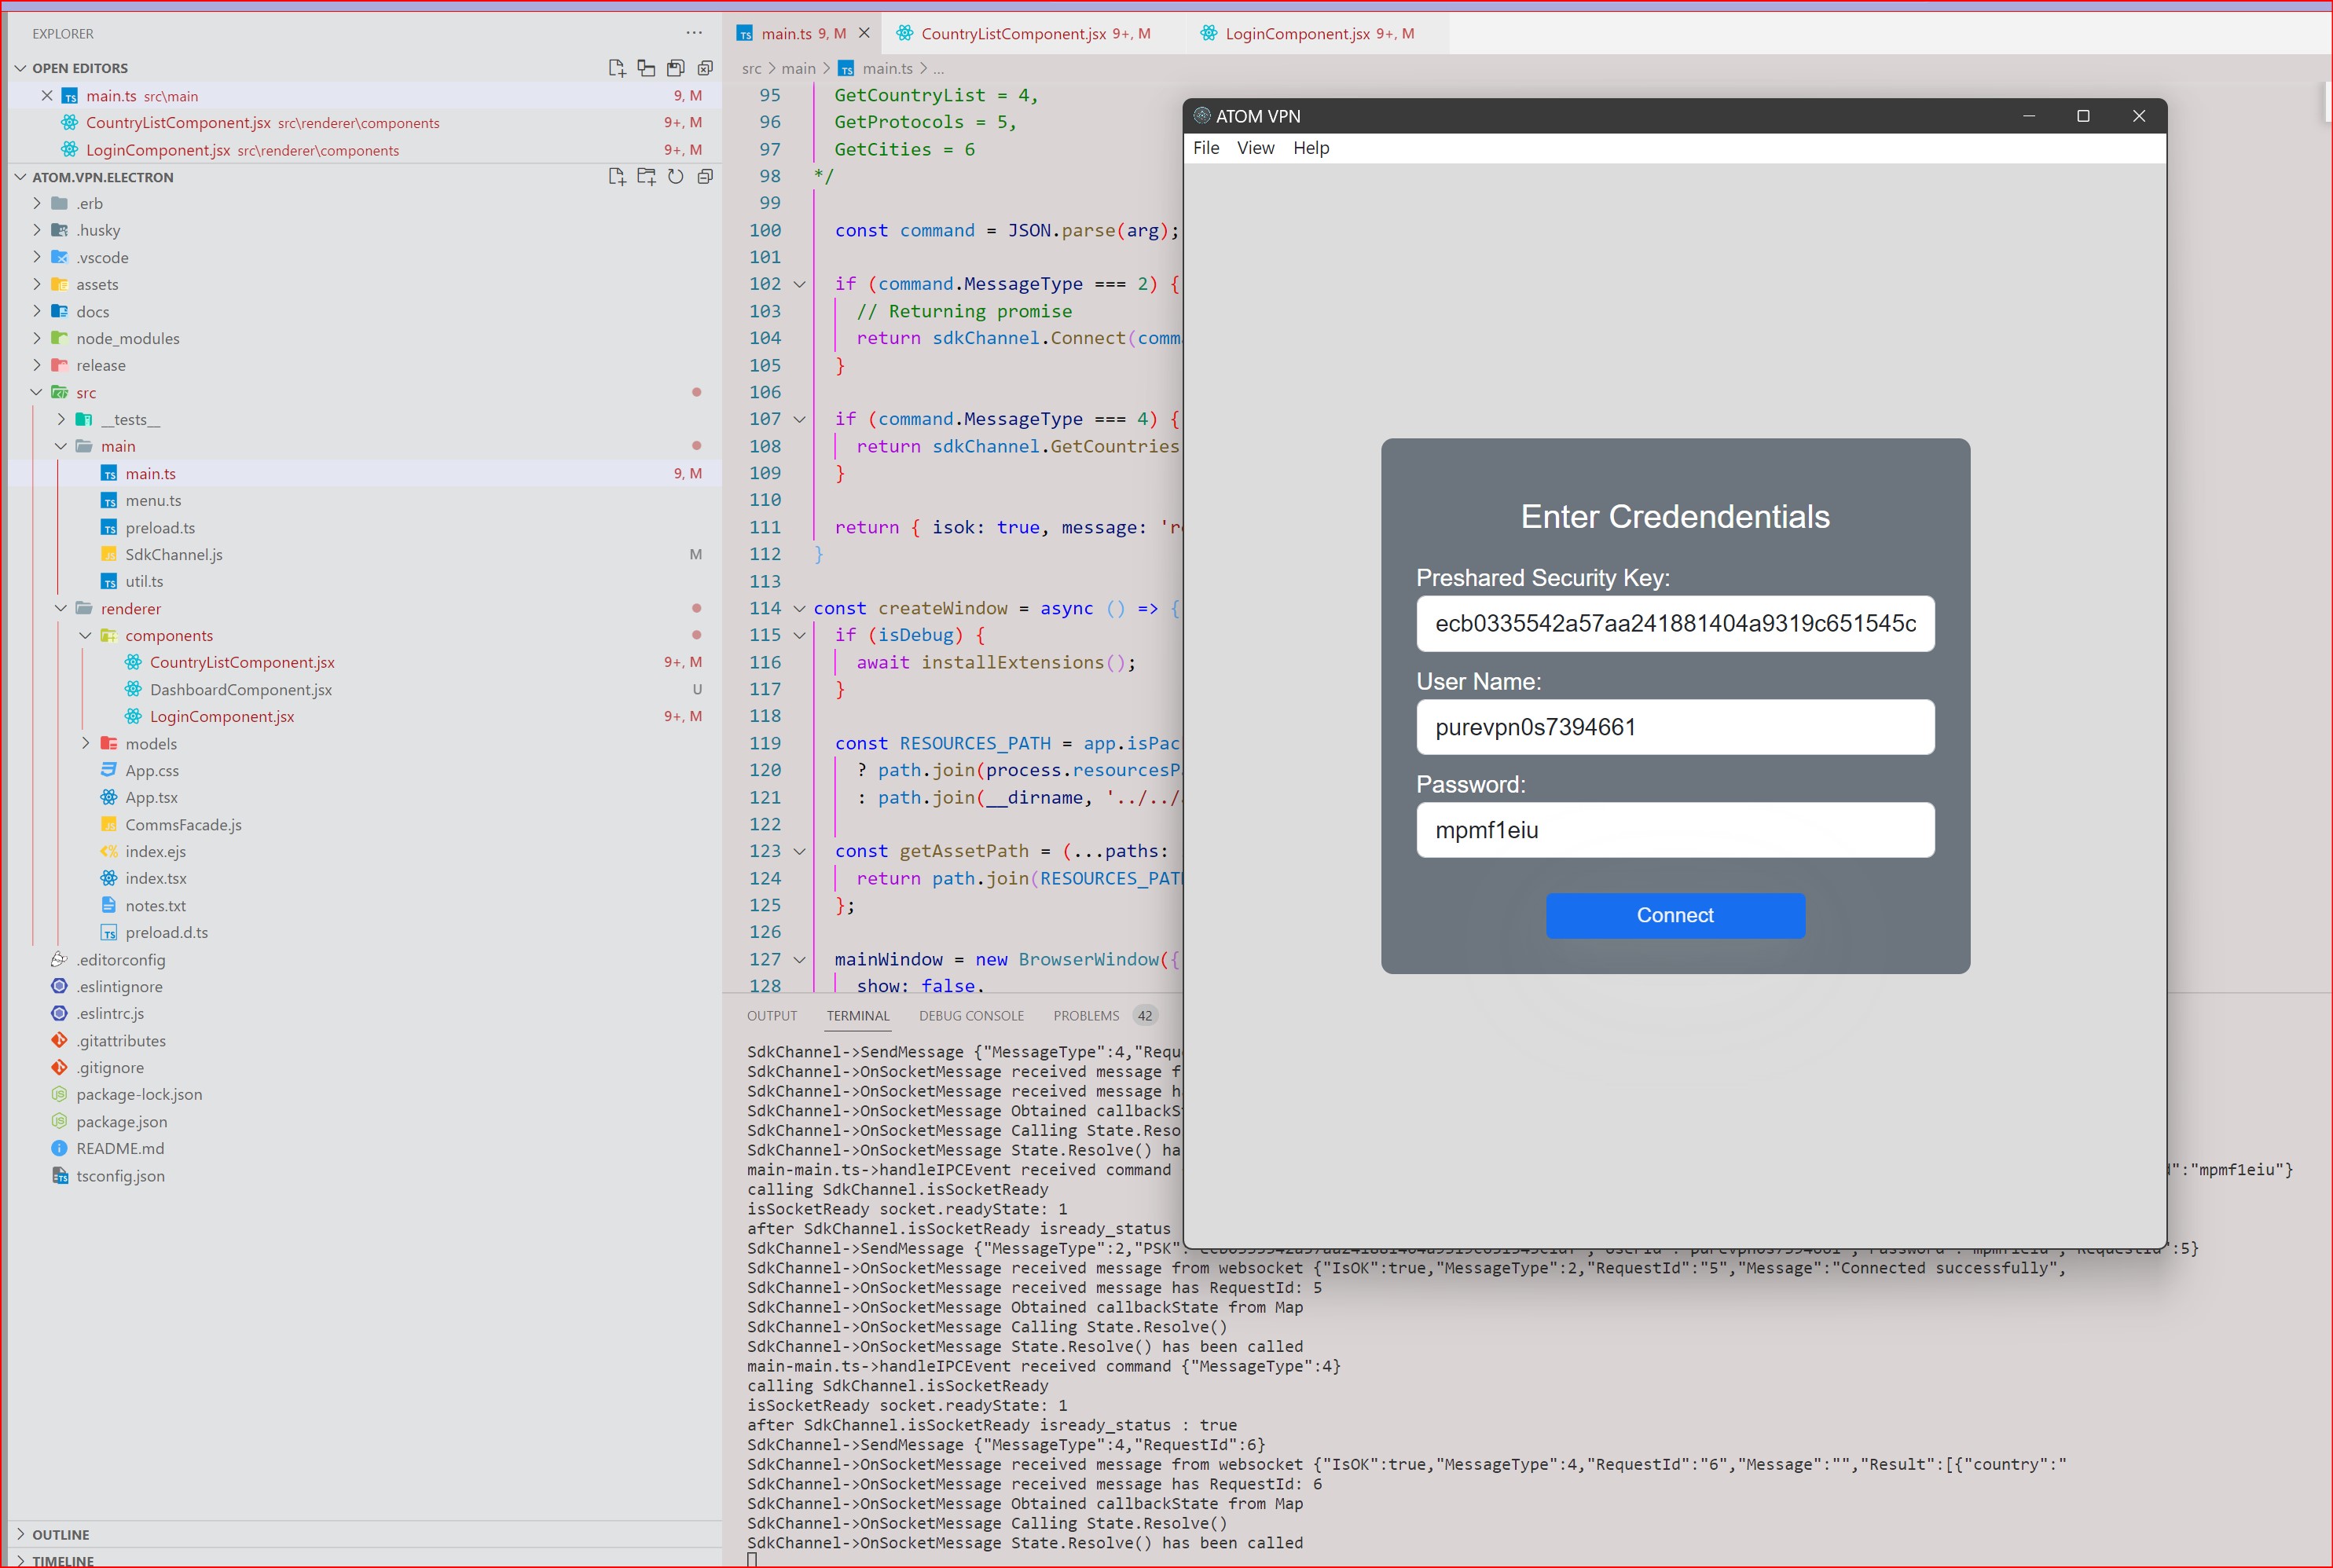 EXPLORER
OPEN EDITORS
main.ts src\main 9, M
CountryListComponent.jsx src\renderer\components 9+, M
LoginComponent.jsx src\renderer\components 9+, M
ATOM.VPN.ELECTRON
.erb
.husky
.vscode
assets
docs
node_modules
release
src
__tests__
main
main.ts 9, M
menu.ts
preload.ts
SdkChannel.js M
util.ts
renderer
components
CountryListComponent.jsx 9+, M
DashboardComponent.jsx U
LoginComponent.jsx 9+, M
models
App.css
App.tsx
CommsFacade.js
index.ejs
index.tsx
notes.txt
preload.d.ts
.editorconfig
.eslintignore
.eslintrc.js
.gitattributes
.gitignore
package-lock.json
package.json
README.md
tsconfig.json
OUTLINE
TIMELINE
main.ts 9, M
CountryListComponent.jsx 9+, M
LoginComponent.jsx 9+, M
src > main > main.ts > ...
95 GetCountryList = 4,
96 GetProtocols = 5,
97 GetCities = 6
98 */
99
100 const command = JSON.parse(arg);
101
102 if (command.MessageType === 2) {
103 // Returning promise
104 return sdkChannel.Connect(comm
105 }
106
107 if (command.MessageType === 4) {
108 return sdkChannel.GetCountries
109 }
110
111 return { isok: true, message: 're
112 }
113
114 const createWindow = async () => {
115 if (isDebug) {
116 await installExtensions();
117 }
118
119 const RESOURCES_PATH = app.isPac
120 ? path.join(process.resourcesP
121 : path.join(__dirname, '../../
122
123 const getAssetPath = (...paths:
124 return path.join(RESOURCES_PATH
125 };
126
127 mainWindow = new BrowserWindow({
128 show: false,
ATOM VPN
File View Help
Enter Credendentials
Preshared Security Key:
ecb0335542a57aa241881404a9319c651545c
User Name:
purevpn0s7394661
Password:
mpmf1eiu
Connect
OUTPUT TERMINAL DEBUG CONSOLE PROBLEMS 42
SdkChannel->SendMessage {"MessageType":4,"Requ
SdkChannel->OnSocketMessage received message f
SdkChannel->OnSocketMessage received message h
SdkChannel->OnSocketMessage Obtained callbackS
SdkChannel->OnSocketMessage Calling State.Reso
SdkChannel->OnSocketMessage State.Resolve() ha
main-main.ts->handleIPCEvent received command d":"mpmf1eiu"}
calling SdkChannel.isSocketReady
isSocketReady socket.readyState: 1
after SdkChannel.isSocketReady isready_status
SdkChannel->SendMessage {"MessageType":2,"PSK": :5}
SdkChannel->OnSocketMessage received message from websocket {"IsOK":true,"MessageType":2,"RequestId":"5","Message":"Connected successfully",
SdkChannel->OnSocketMessage received message has RequestId: 5
SdkChannel->OnSocketMessage Obtained callbackState from Map
SdkChannel->OnSocketMessage Calling State.Resolve()
SdkChannel->OnSocketMessage State.Resolve() has been called
main-main.ts->handleIPCEvent received command {"MessageType":4}
calling SdkChannel.isSocketReady
isSocketReady socket.readyState: 1
after SdkChannel.isSocketReady isready_status : true
SdkChannel->SendMessage {"MessageType":4,"RequestId":6}
SdkChannel->OnSocketMessage received message from websocket {"IsOK":true,"MessageType":4,"RequestId":"6","Message":"","Result":[{"country":"
SdkChannel->OnSocketMessage received message has RequestId: 6
SdkChannel->OnSocketMessage Obtained callbackState from Map
SdkChannel->OnSocketMessage Calling State.Resolve()
SdkChannel->OnSocketMessage State.Resolve() has been called